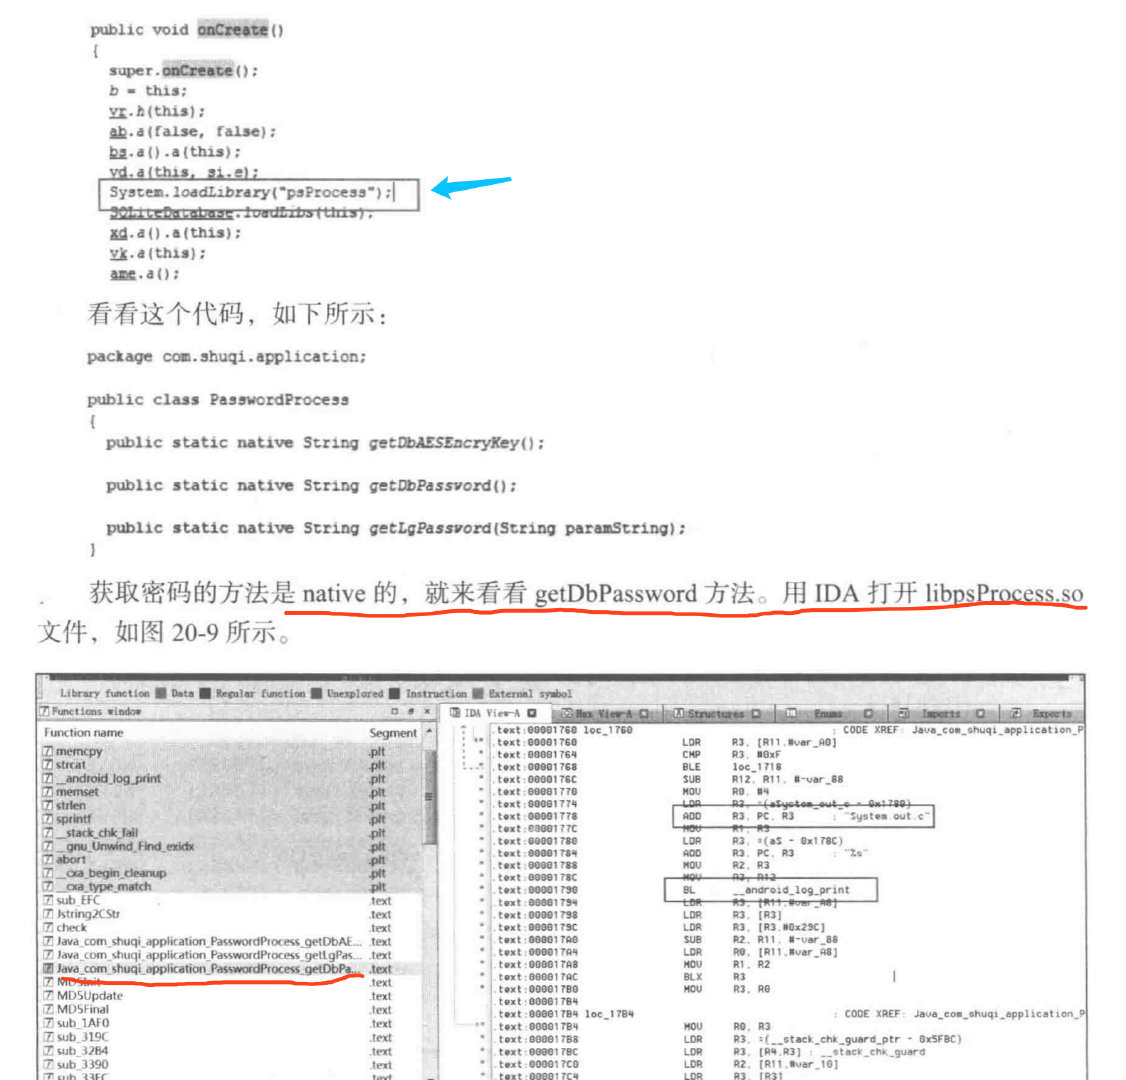 public void onCreate()
{
super.onCreate();
b = this;
vr.h(this);
ab.a(false, false);
bs.a().a(this);
vd.a(this, si.e);
System.loadLibrary("psProcess");
SQLiteDatabase.loadLibs(this);
xd.a().a(this);
vk.a(this);
ame.a();
看看这个代码，如下所示：
package com.shuqi.application;
public class PasswordProcess
{
public static native String getDbAESEncryKey();
public static native String getDbPassword();
public static native String getLgPassword(String paramString);
}
获取密码的方法是 native 的，就来看看 getDbPassword 方法。用 IDA 打开 libpsProcess.so
文件，如图 20-9 所示。
Library function Data Regular function Unexplored Instruction External symbol
Functions window
Function name Segment
memcpy .plt
strcat .plt
__android_log_print .plt
memset .plt
strlen .plt
sprintf .plt
__stack_chk_fail .plt
__gnu_Unwind_Find_exidx .plt
abort .plt
__cxa_begin_cleanup .plt
__cxa_type_match .plt
sub_EFC .text
Jstring2CStr .text
check .text
Java_com_shuqi_application_PasswordProcess_getDbAE... .text
Java_com_shuqi_application_PasswordProcess_getLgPas... .text
Java_com_shuqi_application_PasswordProcess_getDbPa... .text
MD5Init .text
MD5Update .text
MD5Final .text
sub_1AF0 .text
sub_319C .text
sub_32B4 .text
sub_3390 .text
sub_33FC .text
IDA View-A Hex View-A Structures Enums Imports Exports
.text:00001760 loc_1760 ; CODE XREF: Java_com_shuqi_application_P
.text:00001760 LDR R3, [R11,#var_A0]
.text:00001764 CMP R3, #0xF
.text:00001768 BLE loc_1718
.text:0000176C SUB R12, R11, #-var_88
.text:00001770 MOV R0, #4
.text:00001774 LDR R3, =(aSystem_out_c - 0x1780)
.text:00001778 ADD R3, PC, R3 ; "System.out.c"
.text:0000177C MOV R1, R3
.text:00001780 LDR R3, =(aS - 0x178C)
.text:00001784 ADD R3, PC, R3 ; "%s"
.text:00001788 MOV R2, R3
.text:0000178C MOV R3, R12
.text:00001790 BL __android_log_print
.text:00001794 LDR R3, [R11,#var_A8]
.text:00001798 LDR R3, [R3]
.text:0000179C LDR R3, [R3,#0x29C]
.text:000017A0 SUB R2, R11, #-var_88
.text:000017A4 LDR R0, [R11,#var_A8]
.text:000017A8 MOV R1, R2
.text:000017AC BLX R3
.text:000017B0 MOV R3, R0
.text:000017B4
.text:000017B4 loc_17B4 ; CODE XREF: Java_com_shuqi_application_P
.text:000017B4 MOV R0, R3
.text:000017B8 LDR R3, =(__stack_chk_guard_ptr - 0x5FBC)
.text:000017BC LDR R3, [R4,R3] ; __stack_chk_guard
.text:000017C0 LDR R2, [R11,#var_10]
.text:000017C4 LDR R3, [R3]